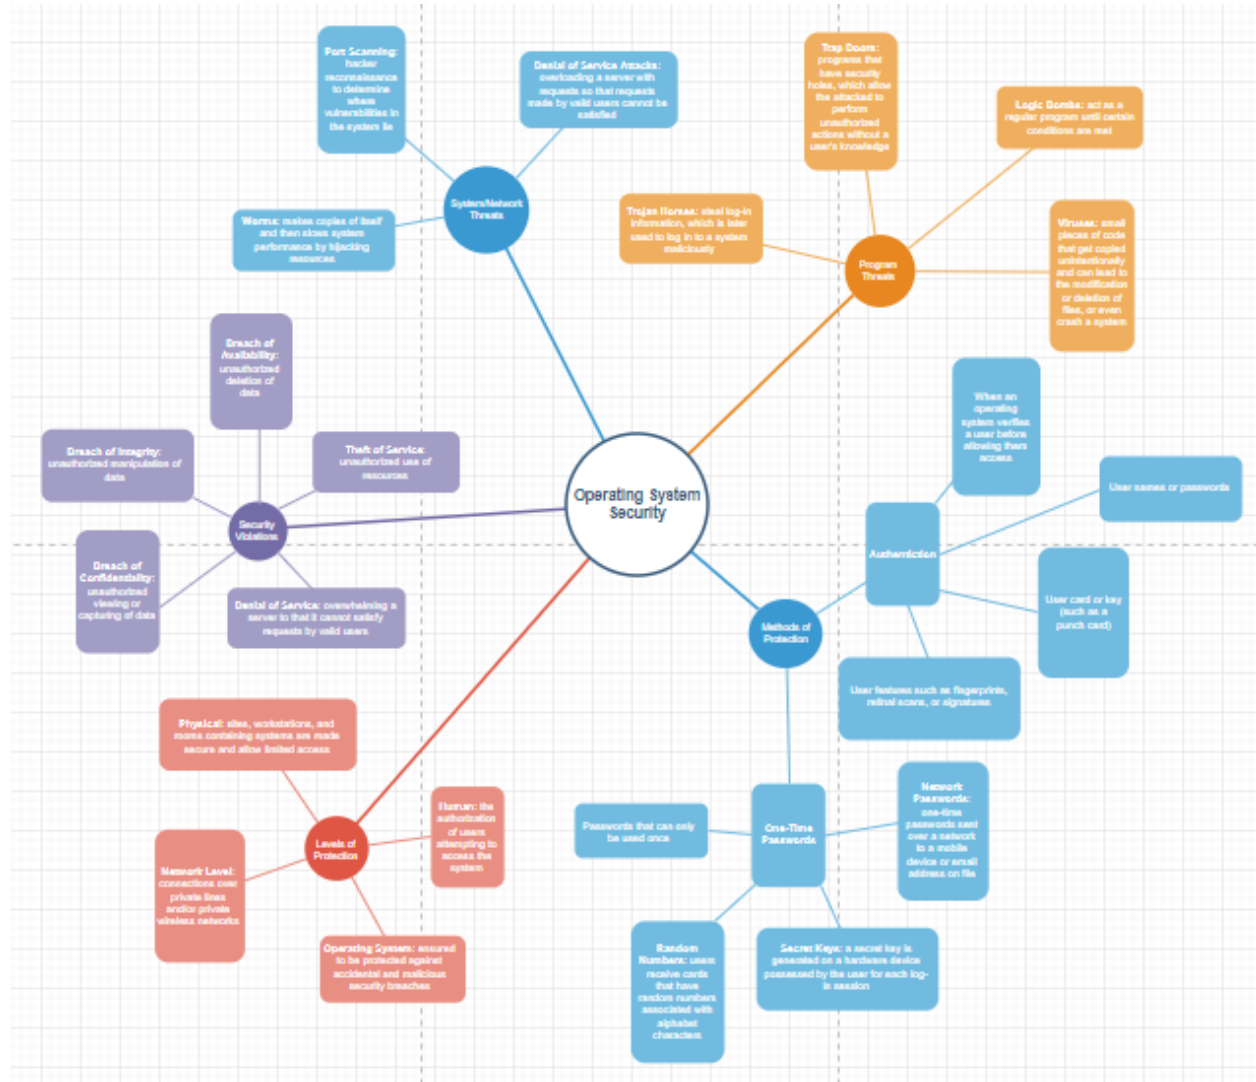 Port Scanning:
hacker
reconnaissance
to determine
where
vulnerabilities in
the system lie
Denial of Service Attacks:
overloading a server with
requests so that requests
made by valid users cannot be
satisfied
System/Network
Threats
Worms: makes copies of itself
and then slows system
performance by hijacking
resources
Trap Doors:
programs that
have security
holes, which allow
the attacked to
perform
unauthorized
actions without a
user's knowledge
Logic Bombs: act as a
regular program until certain
conditions are met
Trojan Horses: steal log-in
information, which is later
used to log in to a system
maliciously
Program
Threats
Viruses: small
pieces of code
that get copied
unintentionally
and can lead to
the modification
or deletion of
files, or even
crash a system
Breach of
Availability:
unauthorized
deletion of
data
Breach of Integrity:
unauthorized manipulation of
data
Theft of Service:
unauthorized use of
resources
Security
Violations
Breach of
Confidentiality:
unauthorized
viewing or
capturing of data
Denial of Service: overwhelming a
server to that it cannot satisfy
requests by valid users
Operating System
Security
When an
operating
system verifies
a user before
allowing them
access
User names or passwords
Authentication
User card or key
(such as a
punch card)
User features such as fingerprints,
retinal scans, or signatures
Methods of
Protection
Physical: sites, workstations, and
rooms containing systems are made
secure and allow limited access
Levels of
Protection
Human: the
authorization
of users
attempting to
access the
system
Network Level:
connections over
private lines
and/or private
wireless networks
Operating System: ensured
to be protected against
accidental and malicious
security breaches
Passwords that can only
be used once
One-Time
Passwords
Network
Passwords:
one-time
passwords sent
over a network
to a mobile
device or email
address on file
Random
Numbers: users
receive cards
that have
random numbers
associated with
alphabet
characters
Secret Keys: a secret key is
generated on a hardware device
possessed by the user for each log-
in session